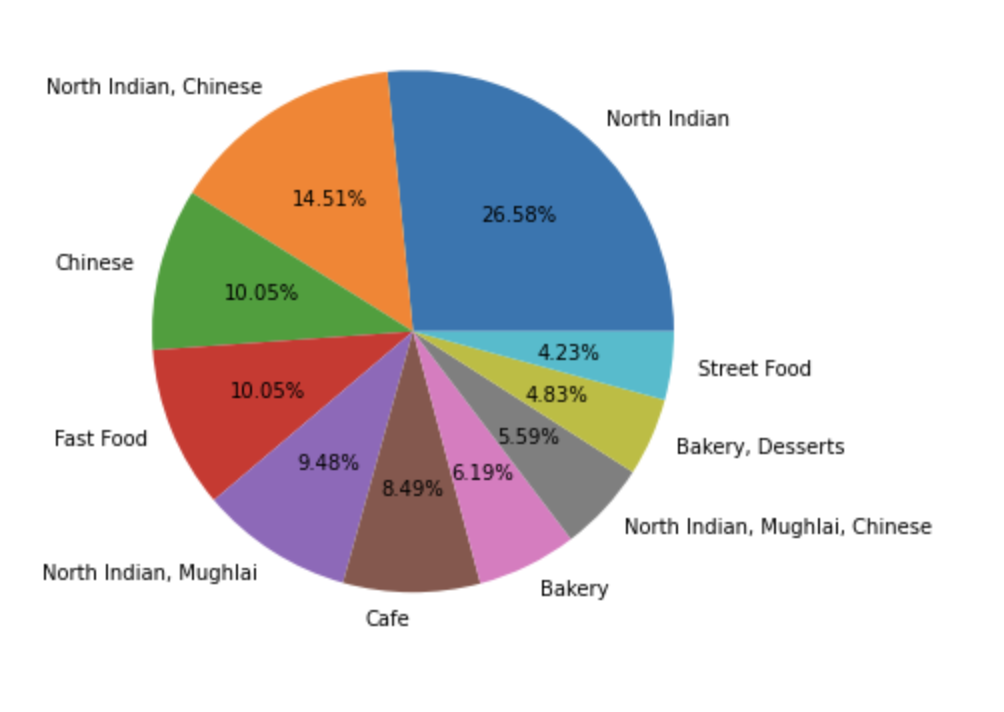 North Indian, Chinese
North Indian
14.51%
26.58%
Chinese
10.05%
4.23%
Street Food
10.05%
4.83%
Fast Food
5.59%
Bakery, Desserts
9.48%
6.19%
8.49%
North Indian, Mughlai, Chinese
North Indian, Mughlai
Bakery
Cafe